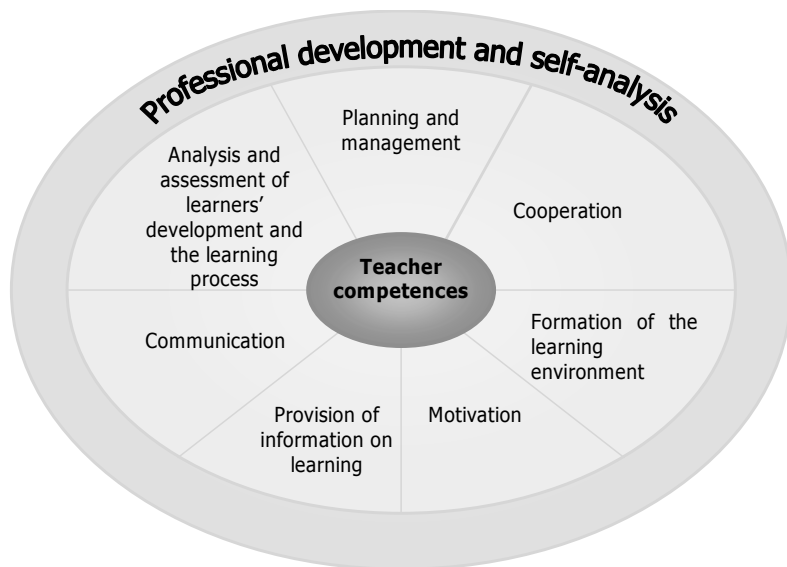 Professional development and self-analysis
Planning and
management
Cooperation
Formation of the
learning
environment
Motivation
Provision of
information on
learning
Communication
Analysis and
assessment of
learners’
development and
the learning
process
Teacher
competences